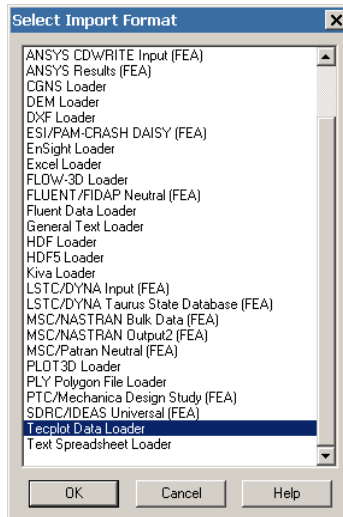 Select Import Format
ANSYS CDWRITE Input (FEA)
ANSYS Results (FEA)
CGNS Loader
DEM Loader
DXF Loader
ESI/PAM-CRASH DAISY (FEA)
EnSight Loader
Excel Loader
FLOW-3D Loader
FLUENT/FIDAP Neutral (FEA)
Fluent Data Loader
General Text Loader
HDF Loader
HDF5 Loader
Kiva Loader
LSTC/DYNA Input (FEA)
LSTC/DYNA Taurus State Database (FEA)
MSC/NASTRAN Bulk Data (FEA)
MSC/NASTRAN Output2 (FEA)
MSC/Patran Neutral (FEA)
PLOT3D Loader
PLY Polygon File Loader
PTC/Mechanica Design Study (FEA)
SDRC/IDEAS Universal (FEA)
Tecplot Data Loader
Text Spreadsheet Loader
OK Cancel Help